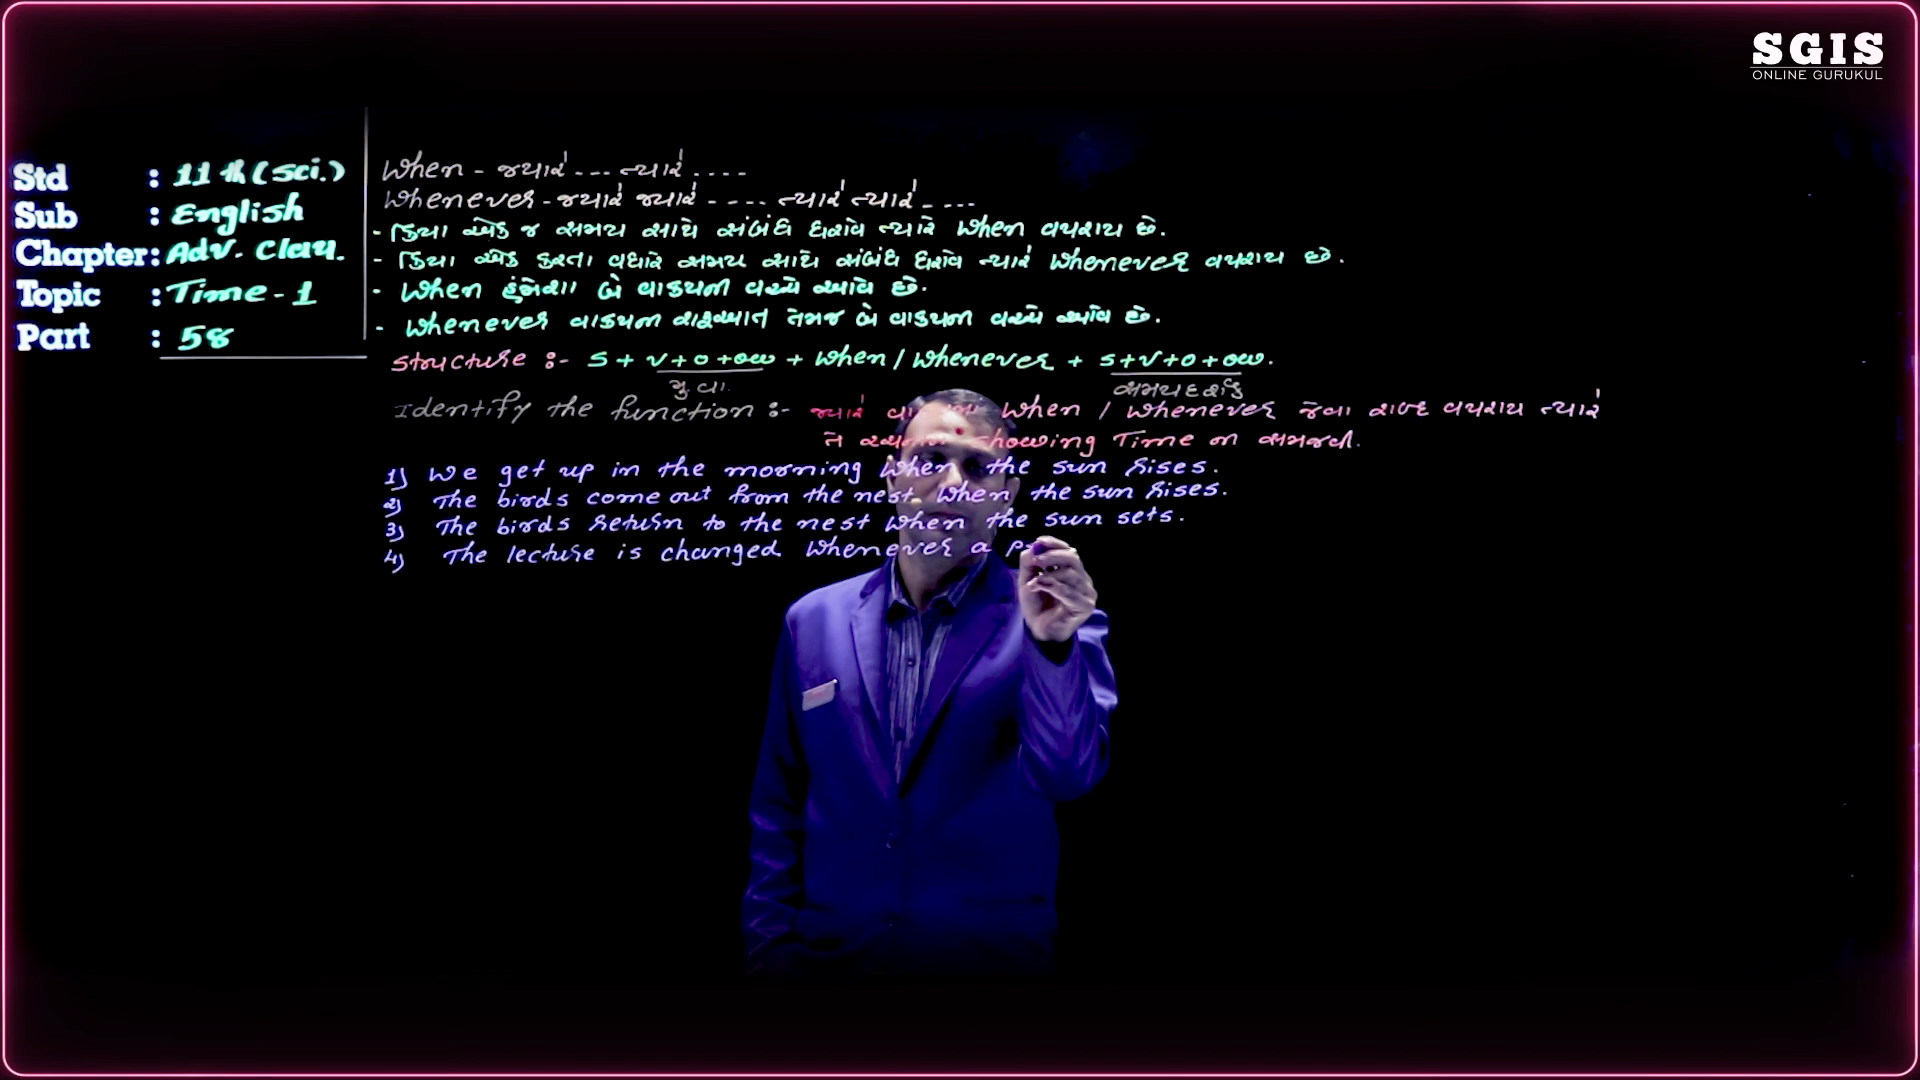 SGIS
ONLINE GURUKUL
Std : 11th (Sci.)
Sub : English
Chapter: Adv. Clau.
Topic : Time - 1
Part : 58
When - જ્યારે --- ત્યારે ----
Whenever - જ્યારે જ્યારે ---- ત્યારે ત્યારે ----
- ક્રિયા એક જ સમય સાથે સંબંધ ધરાવે ત્યારે When વપરાય છે.
- ક્રિયા એક કરતા વધારે સમય સાથે સંબંધ ધરાવે ત્યારે Whenever વપરાય છે.
- When હંમેશા બે વાક્યની વચ્ચે આવે છે.
- Whenever વાક્યની શરૂઆત તેમજ બે વાક્યની વચ્ચે આવે છે.
Structure :- S + V + O + OW + When / Whenever + S+V+O+OW.
મુ વા. સમયદર્શક
Identify the function :- જ્યારે When / Whenever જેવા શબ્દ વપરાય ત્યારે
તે showing Time ન સમજવી.
1) We get up in the morning when the sun rises.
2) The birds come out from the nest when the sun rises.
3) The birds return to the nest when the sun sets.
4) The lecture is changed whenever a